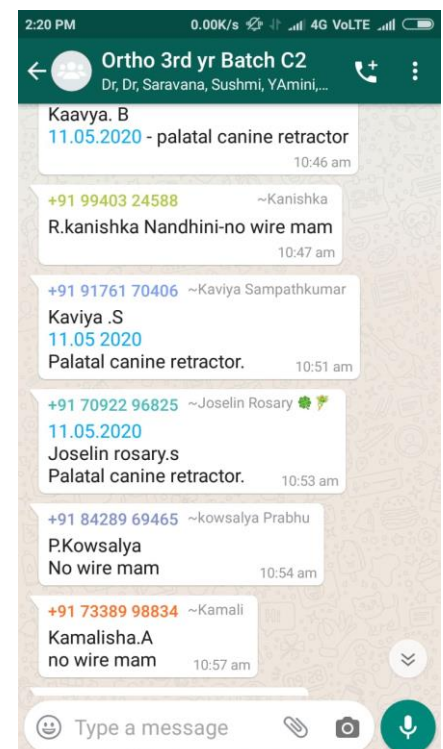 2:20 PM 0.00K/s 4G VoLTE
Ortho 3rd yr Batch C2
Dr, Dr, Saravana, Sushmi, YAmini,...
Kaavya. B
11.05.2020 - palatal canine retractor
10:46 am
+91 99403 24588 ~Kanishka
R.kanishka Nandhini-no wire mam
10:47 am
+91 91761 70406 ~Kaviya Sampathkumar
Kaviya .S
11.05 2020
Palatal canine retractor. 10:51 am
+91 70922 96825 ~Joselin Rosary 🍀🌾
11.05.2020
Joselin rosary.s
Palatal canine retractor. 10:53 am
+91 84289 69465 ~kowsalya Prabhu
P.Kowsalya
No wire mam 10:54 am
+91 73389 98834 ~Kamali
Kamalisha.A
no wire mam 10:57 am
Type a message